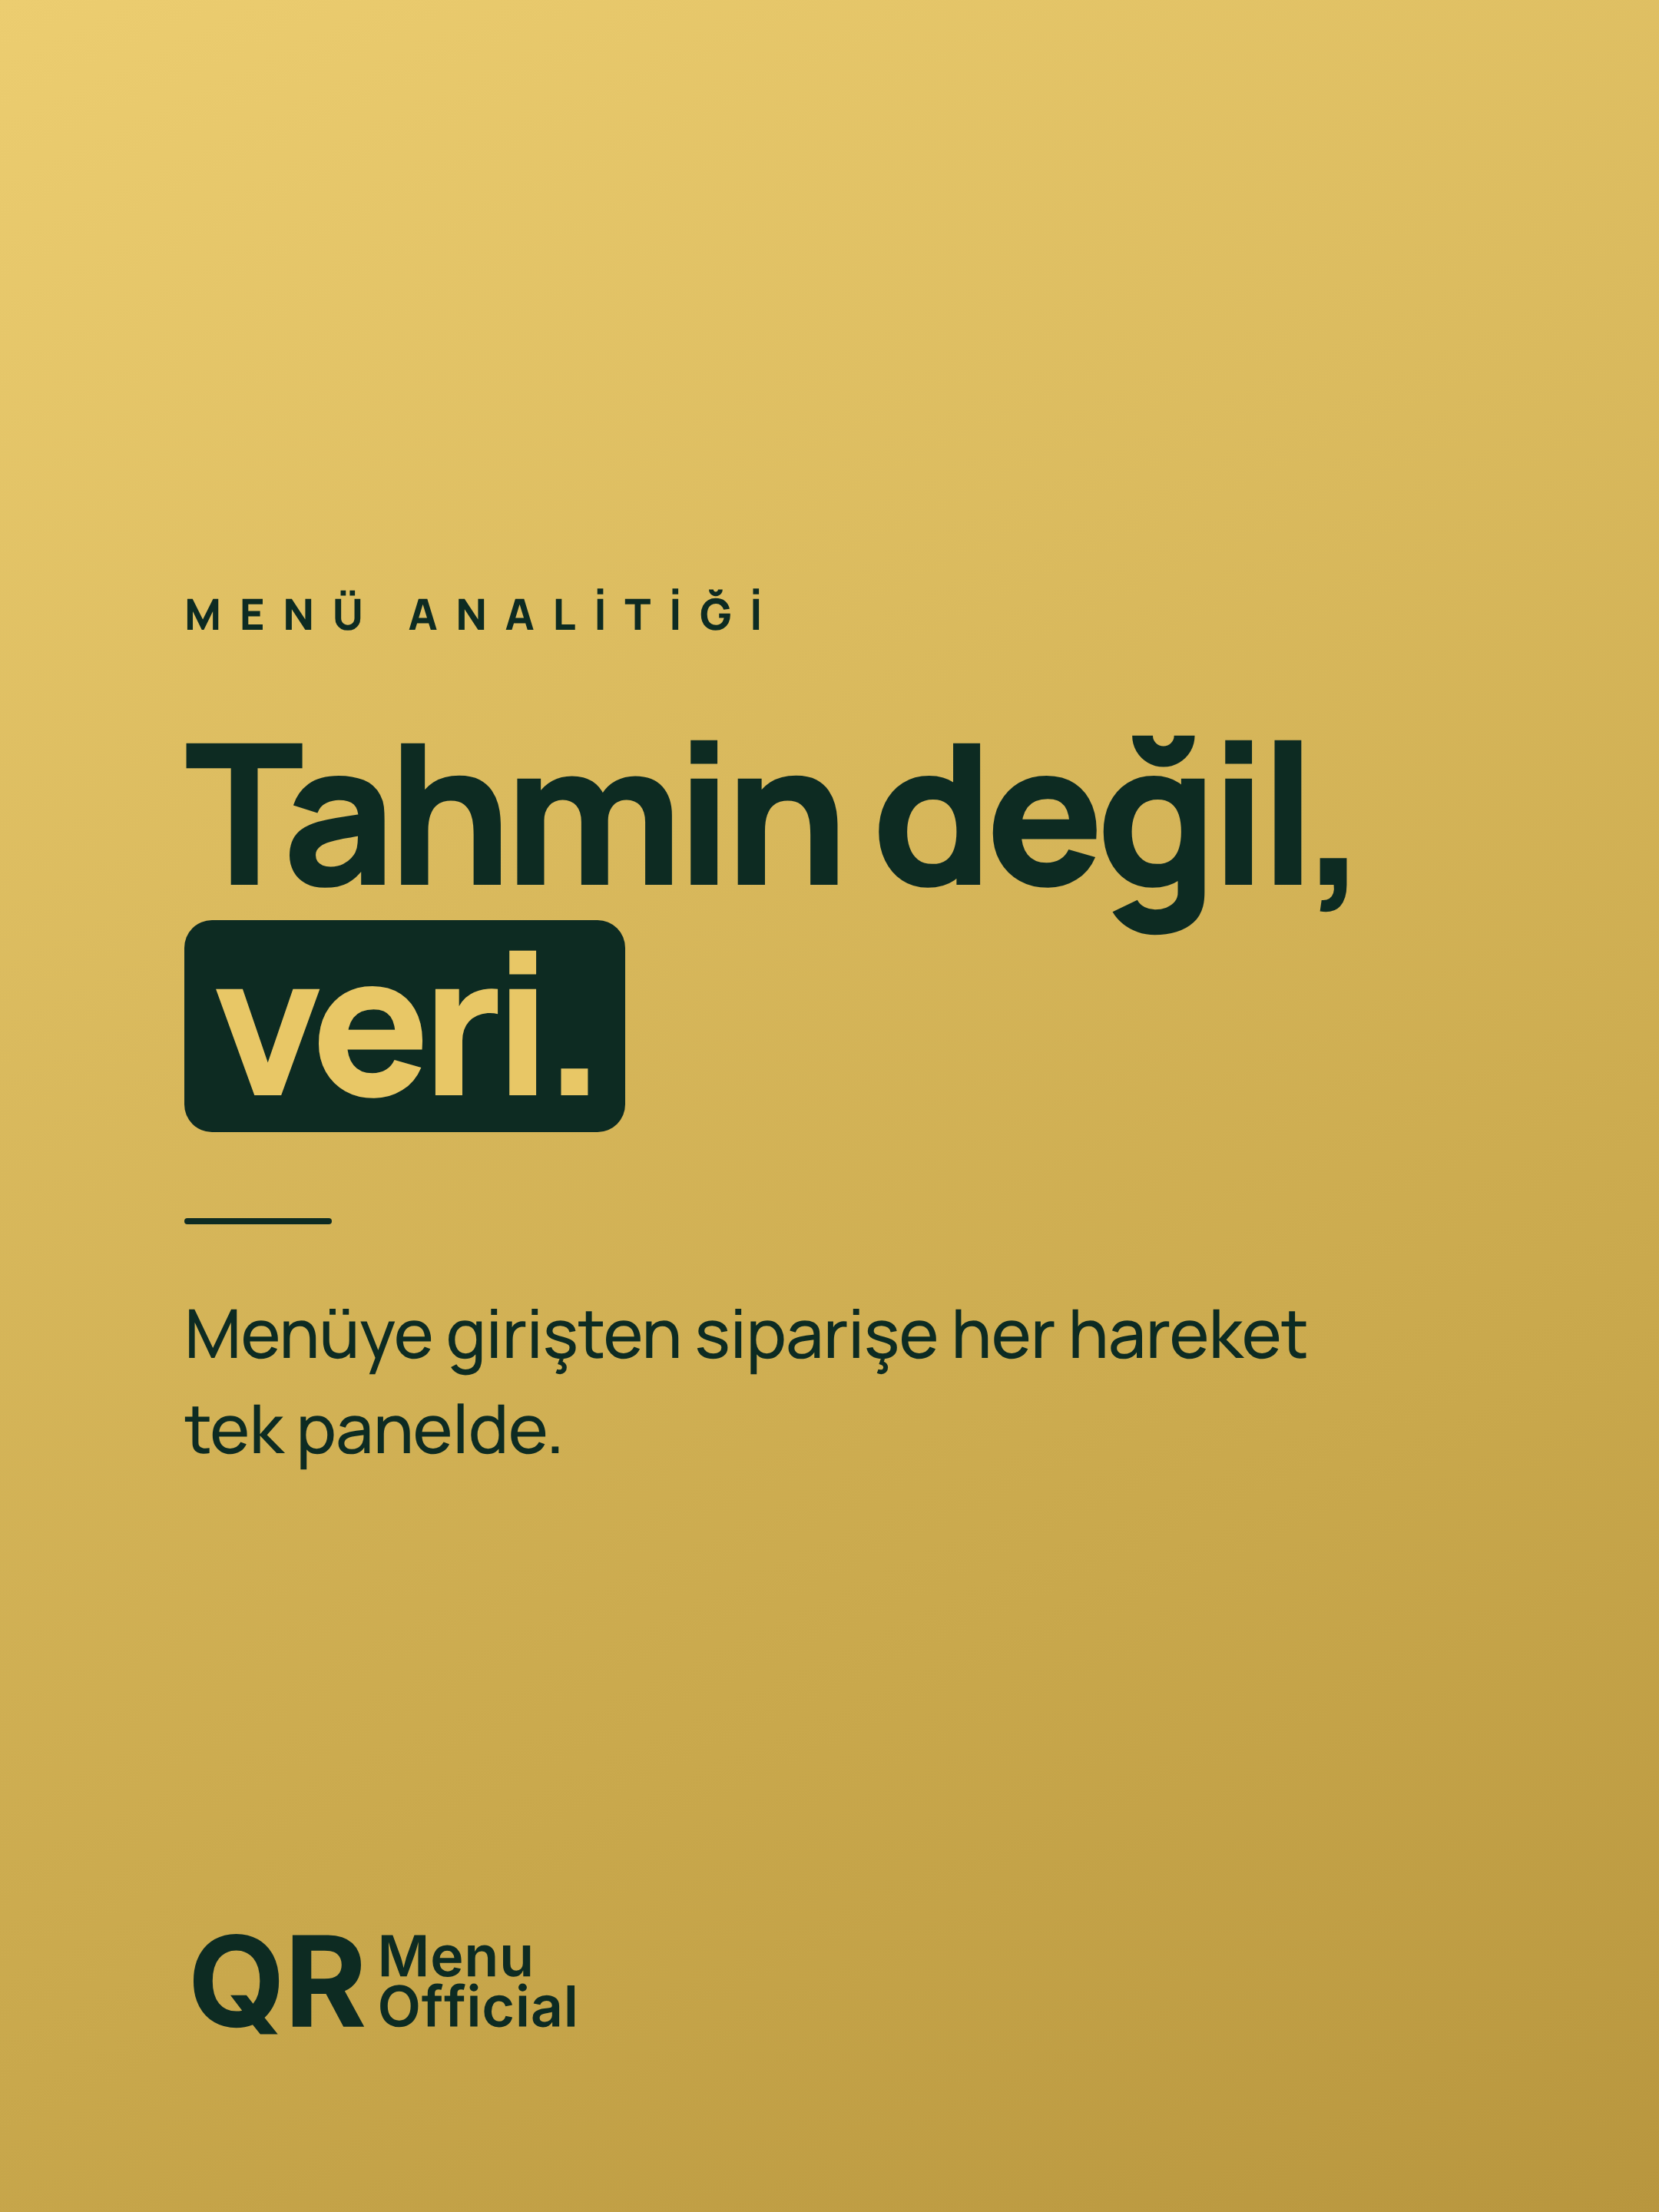 MENÜ ANALİTİĞİ
Tahmin değil,
veri.
Menüye girişten siparişe her hareket
tek panelde.
QR Menu
Official